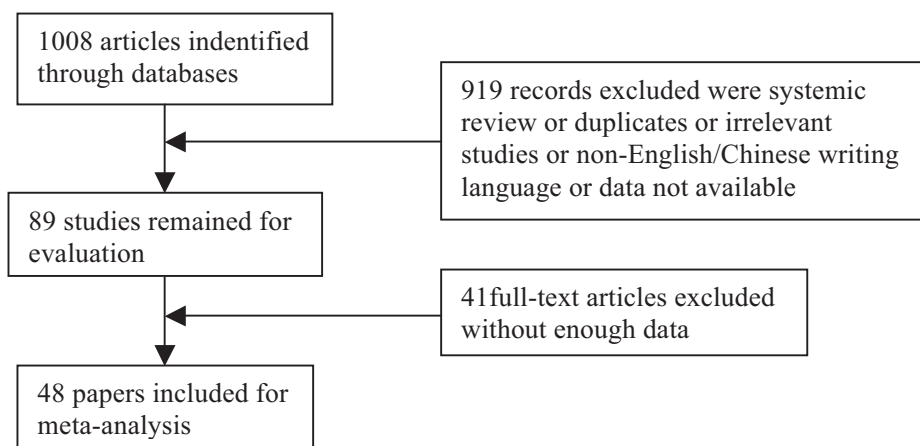 1008 articles indentified
through databases
919 records excluded were systemic
review or duplicates or irrelevant
studies or non-English/Chinese writing
language or data not available
89 studies remained for
evaluation
41full-text articles excluded
without enough data
48 papers included for
meta-analysis